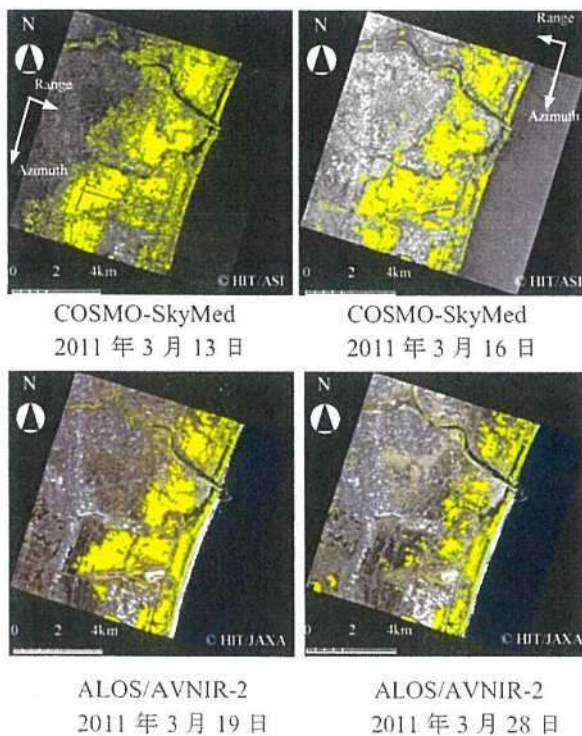 N
Range
Azimuth
0 2 4km
© HIT/ASI
COSMO-SkyMed
2011 年 3 月 13 日
N
Range
Azimuth
0 2 4km
© HIT/ASI
COSMO-SkyMed
2011 年 3 月 16 日
N
0 2 4km
© HIT/JAXA
ALOS/AVNIR-2
2011 年 3 月 19 日
N
0 2 4km
© HIT/JAXA
ALOS/AVNIR-2
2011 年 3 月 28 日